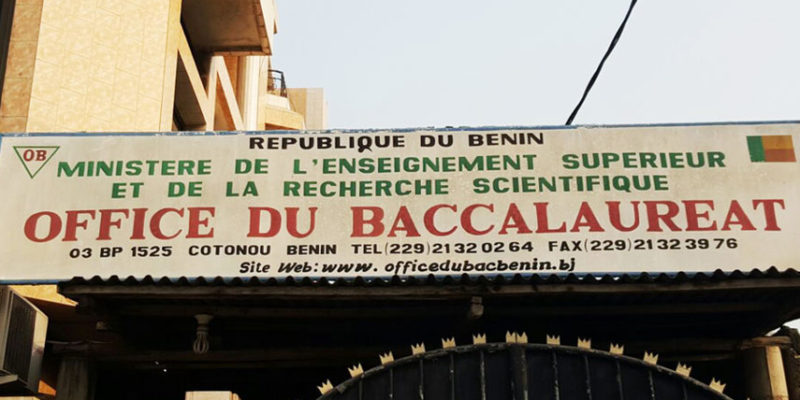 REPUBLIQUE DU BENIN
OB
MINISTERE DE L'ENSEIGNEMENT SUPERIEUR
ET DE LA RECHERCHE SCIENTIFIQUE
OFFICE DU BACCALAUREAT
03 BP 1525 COTONOU BENIN TEL(229)21 32 02 64 FAX(229)21 32 39 76
Site Web: www.officedubacbenin.bj